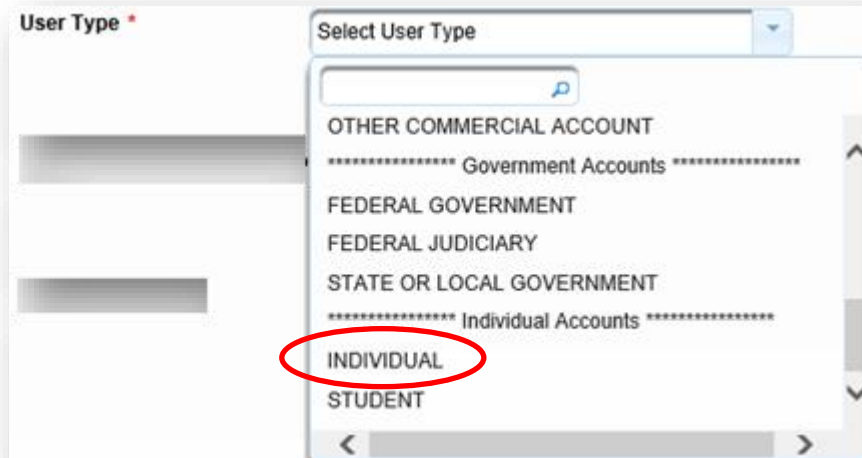 User Type *
Select User Type
OTHER COMMERCIAL ACCOUNT
**************** Government Accounts ****************
FEDERAL GOVERNMENT
FEDERAL JUDICIARY
STATE OR LOCAL GOVERNMENT
**************** Individual Accounts ****************
INDIVIDUAL
STUDENT